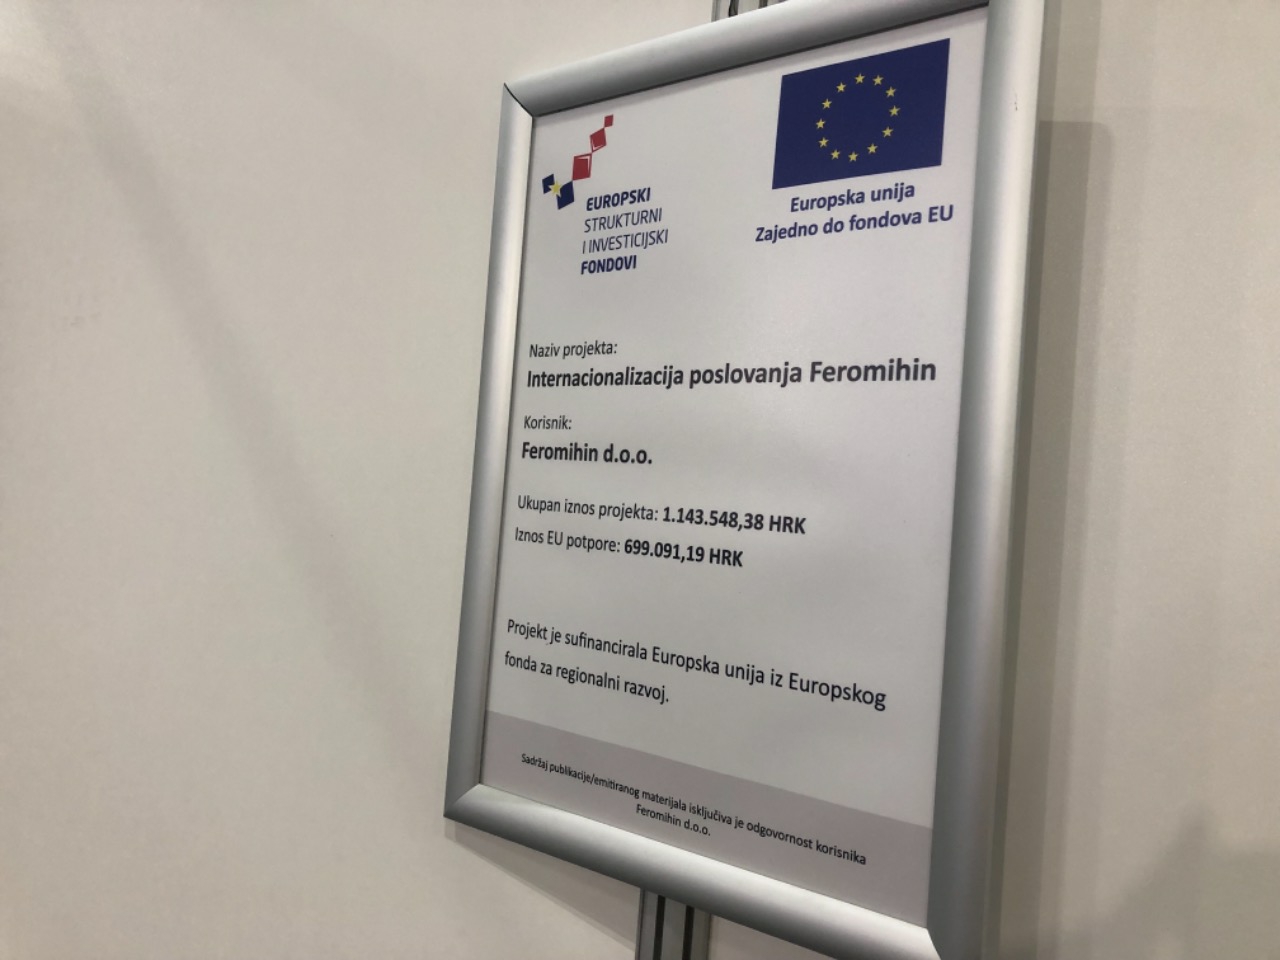 EUROPSKI
STRUKTURNI
I INVESTICIJSKI
FONDOVI
Europska unija
Zajedno do fondova EU
Naziv projekta:
Internacionalizacija poslovanja Feromihin
Korisnik:
Feromihin d.o.o.
Ukupan iznos projekta: 1.143.548,38 HRK
Iznos EU potpore: 699.091,19 HRK
Projekt je sufinancirala Europska unija iz Europskog
fonda za regionalni razvoj.
Sadržaj publikacije/emitiranog materijala isključiva je odgovornost korisnika
Feromihin d.o.o.